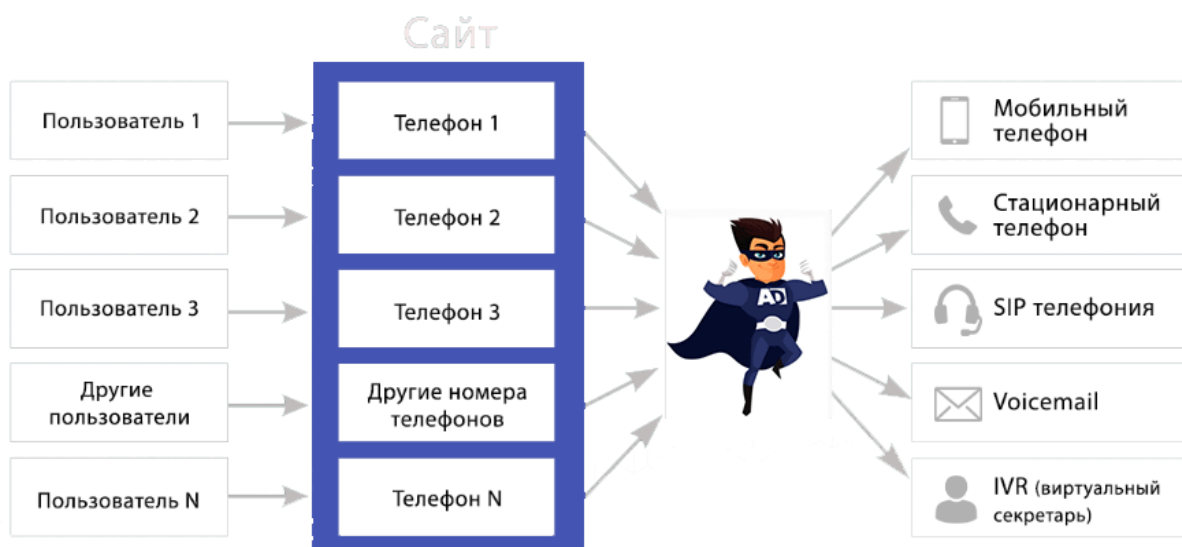 Сайт
Пользователь 1
Телефон 1
Мобильный
телефон
Пользователь 2
Телефон 2
Стационарный
телефон
Пользователь 3
Телефон 3
AD
SIP телефония
Другие
пользователи
Другие номера
телефонов
Voicemail
Пользователь N
Телефон N
IVR (виртуальный
секретарь)